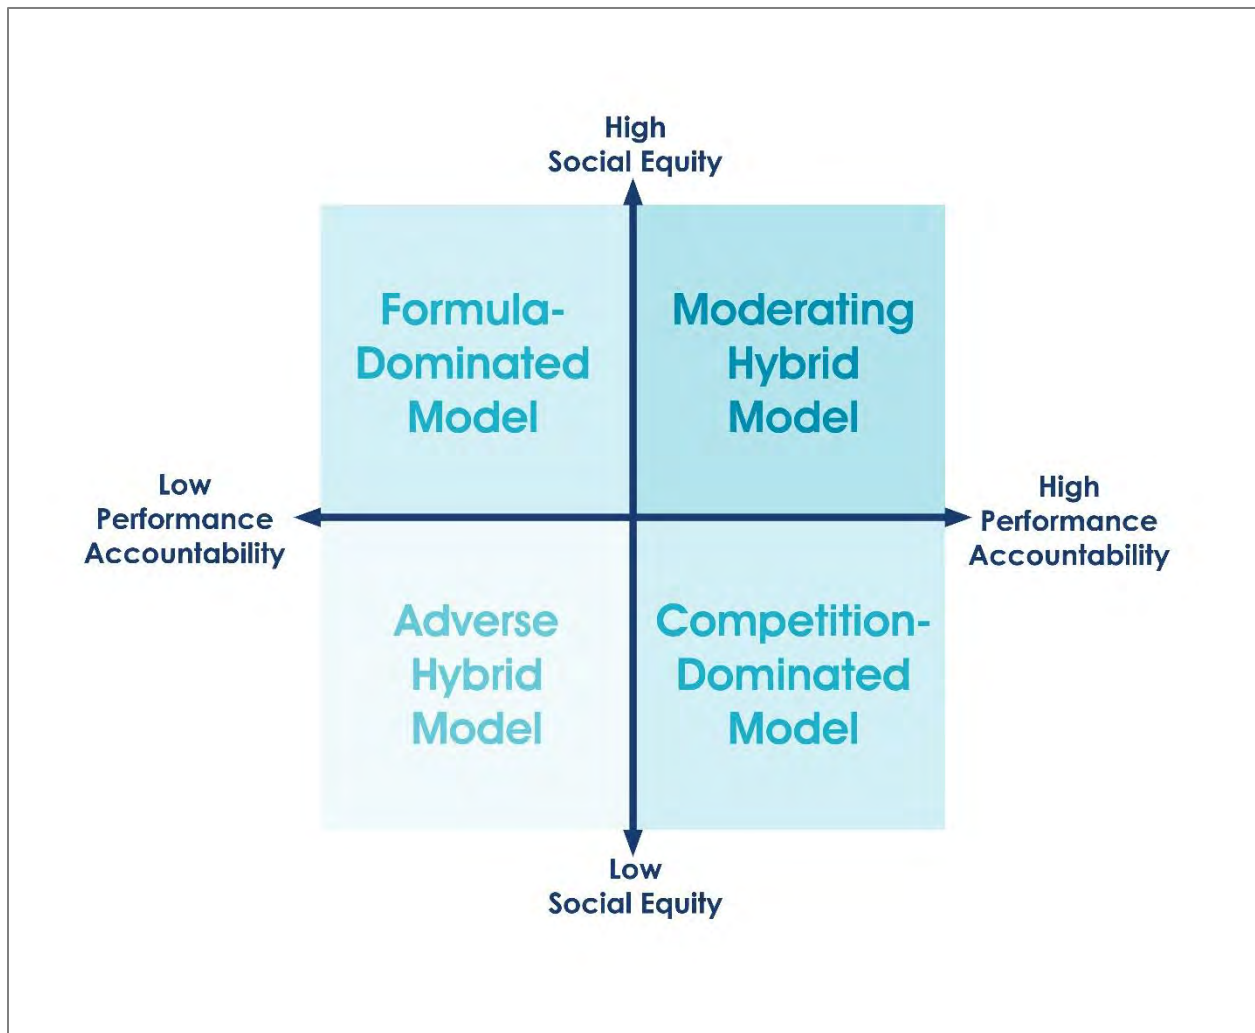 High
Social Equity
Formula-
Dominated
Model
Moderating
Hybrid
Model
Low
Performance
Accountability
High
Performance
Accountability
Adverse
Hybrid
Model
Competition-
Dominated
Model
Low
Social Equity